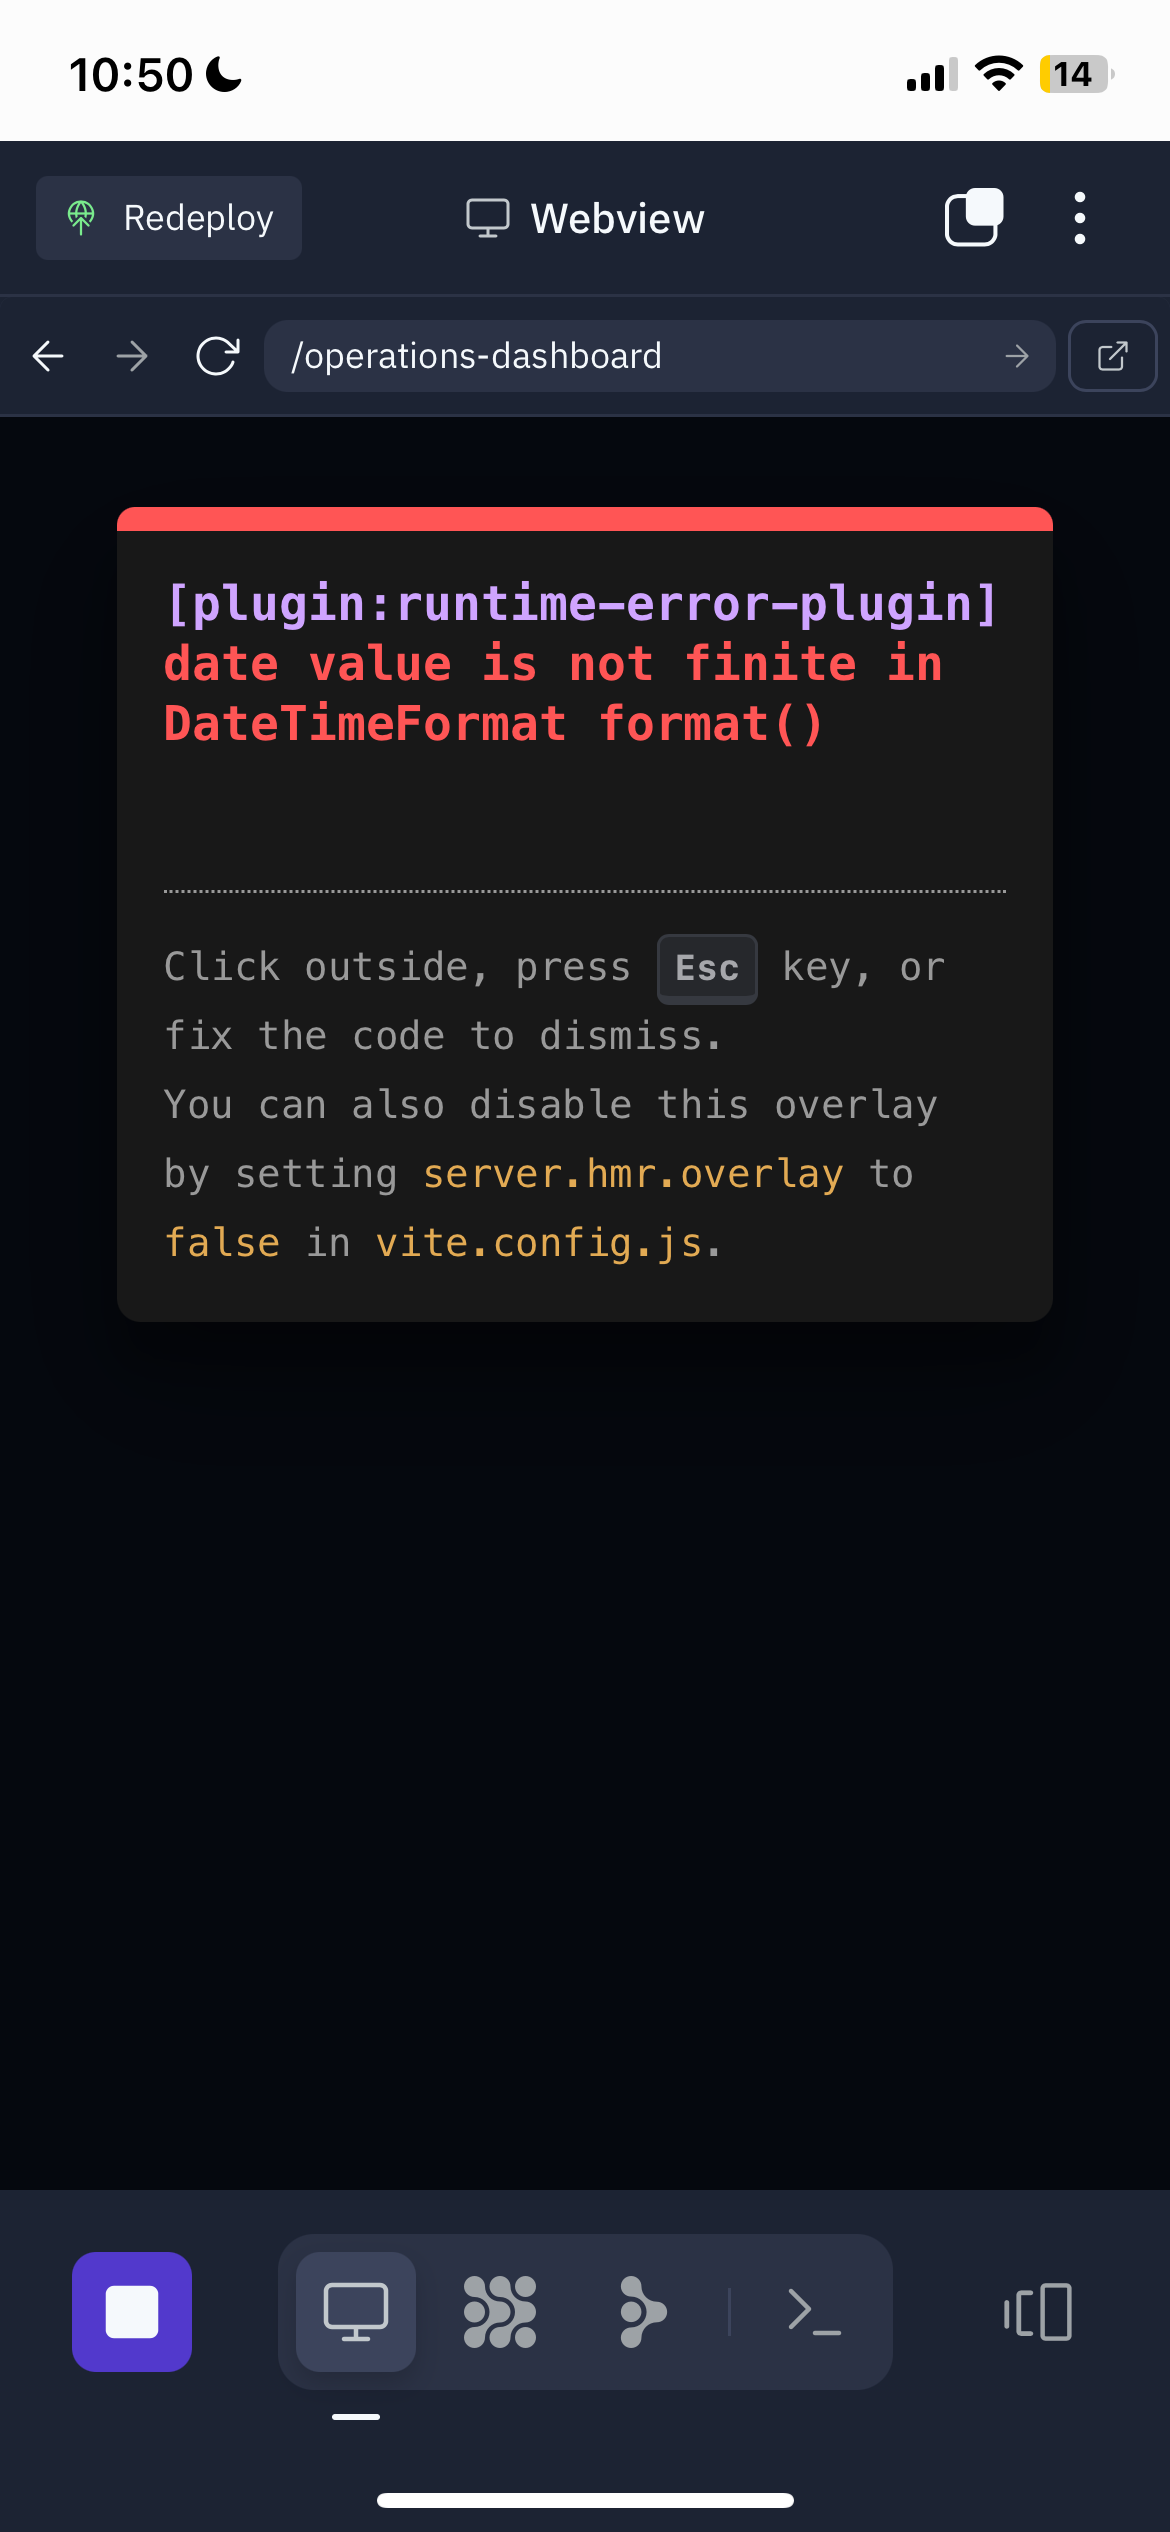 10:50
14
Redeploy
Webview
/operations-dashboard
[plugin:runtime-error-plugin]
date value is not finite in
DateTimeFormat format()
Click outside, press Esc key, or
fix the code to dismiss.
You can also disable this overlay
by setting server.hmr.overlay to
false in vite.config.js.